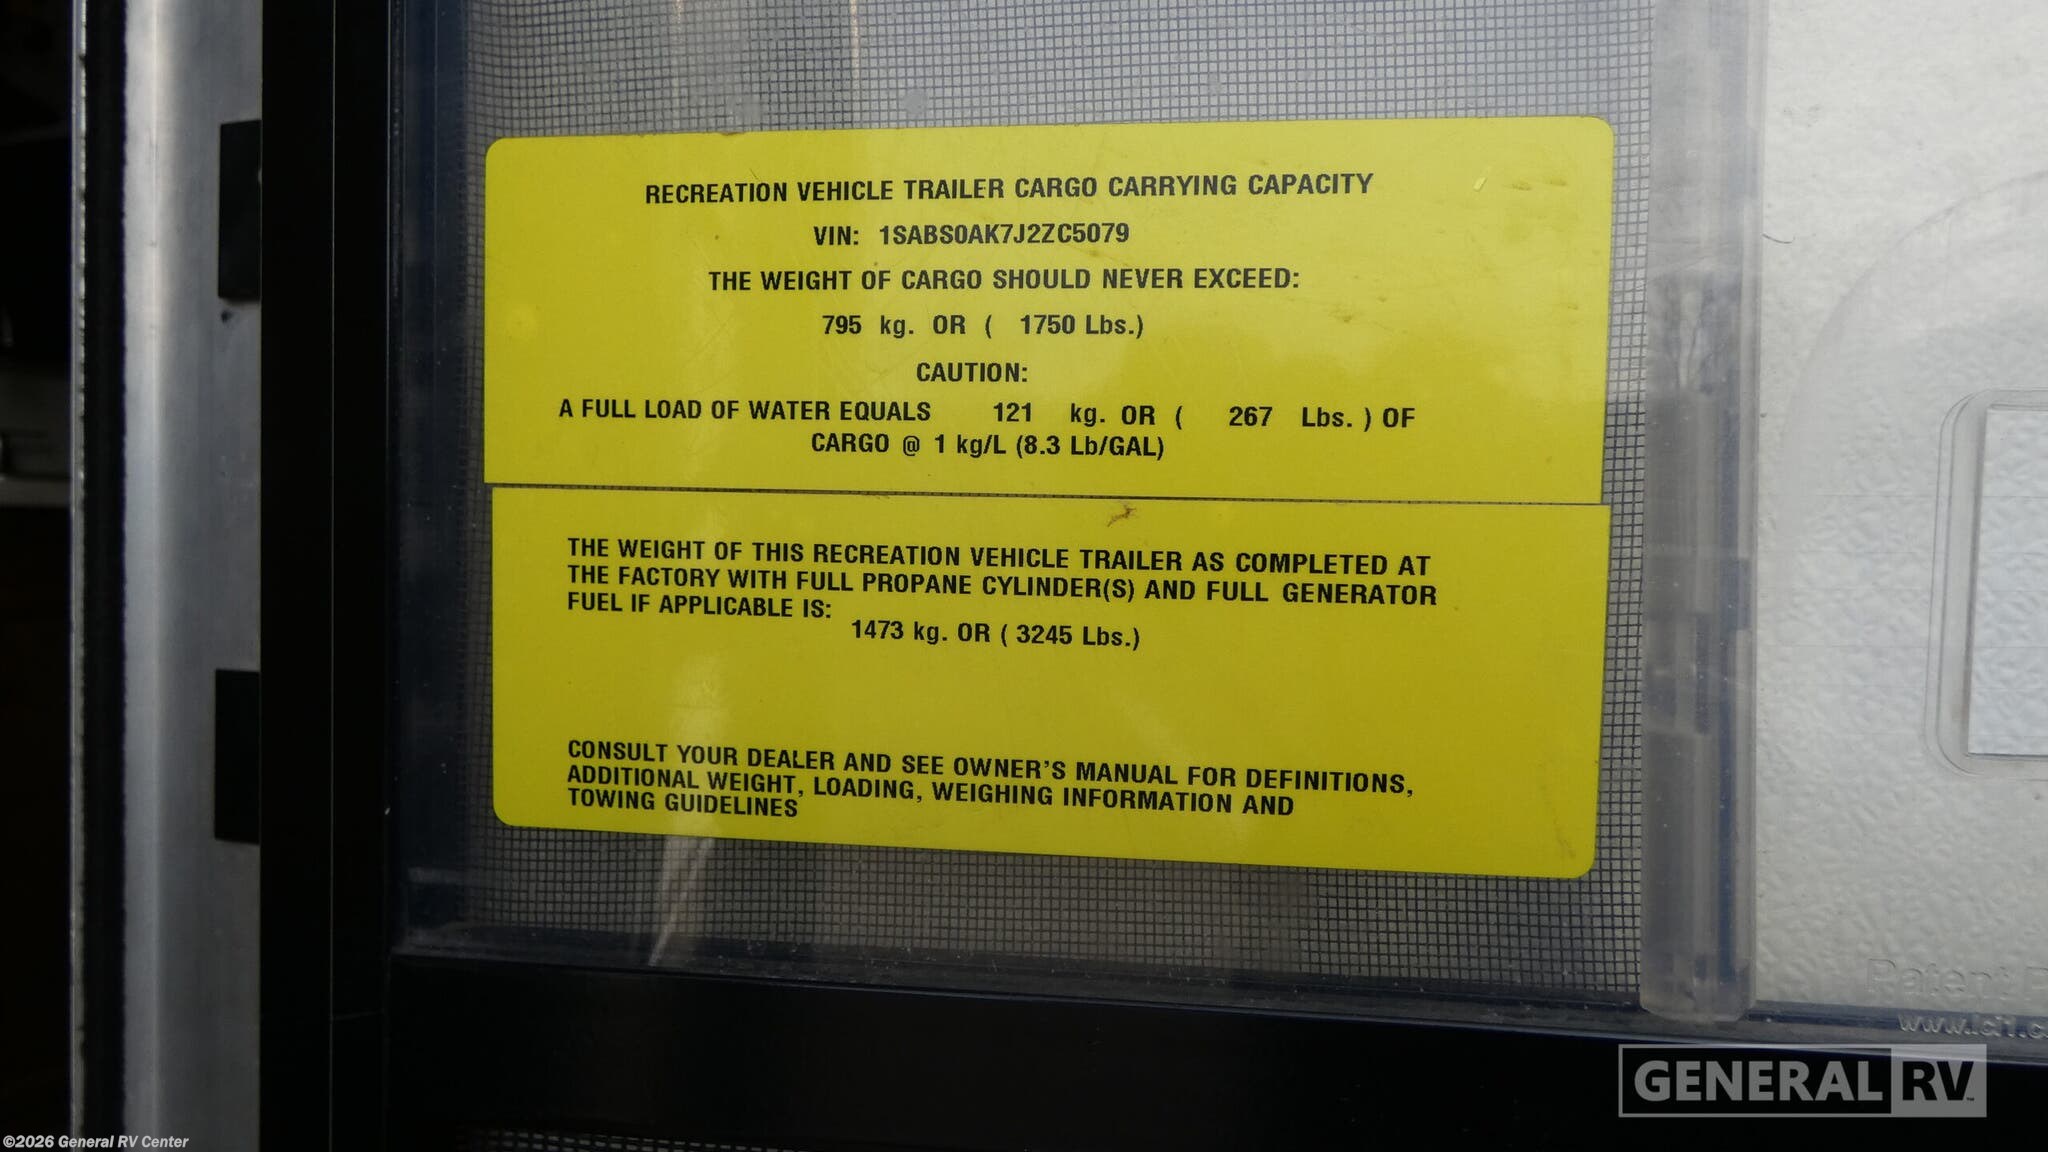 RECREATION VEHICLE TRAILER CARGO CARRYING CAPACITY
VIN: 1SABS0AK7J2ZC5079
THE WEIGHT OF CARGO SHOULD NEVER EXCEED:
795 kg. OR ( 1750 Lbs.)
CAUTION:
A FULL LOAD OF WATER EQUALS 121 kg. OR ( 267 Lbs. ) OF
CARGO @ 1 kg/L (8.3 Lb/GAL)
THE WEIGHT OF THIS RECREATION VEHICLE TRAILER AS COMPLETED AT
THE FACTORY WITH FULL PROPANE CYLINDER(S) AND FULL GENERATOR
FUEL IF APPLICABLE IS:
1473 kg. OR ( 3245 Lbs.)
CONSULT YOUR DEALER AND SEE OWNER'S MANUAL FOR DEFINITIONS,
ADDITIONAL WEIGHT, LOADING, WEIGHING INFORMATION AND
TOWING GUIDELINES
Patent
GENERAL RV
©2026 General RV Center